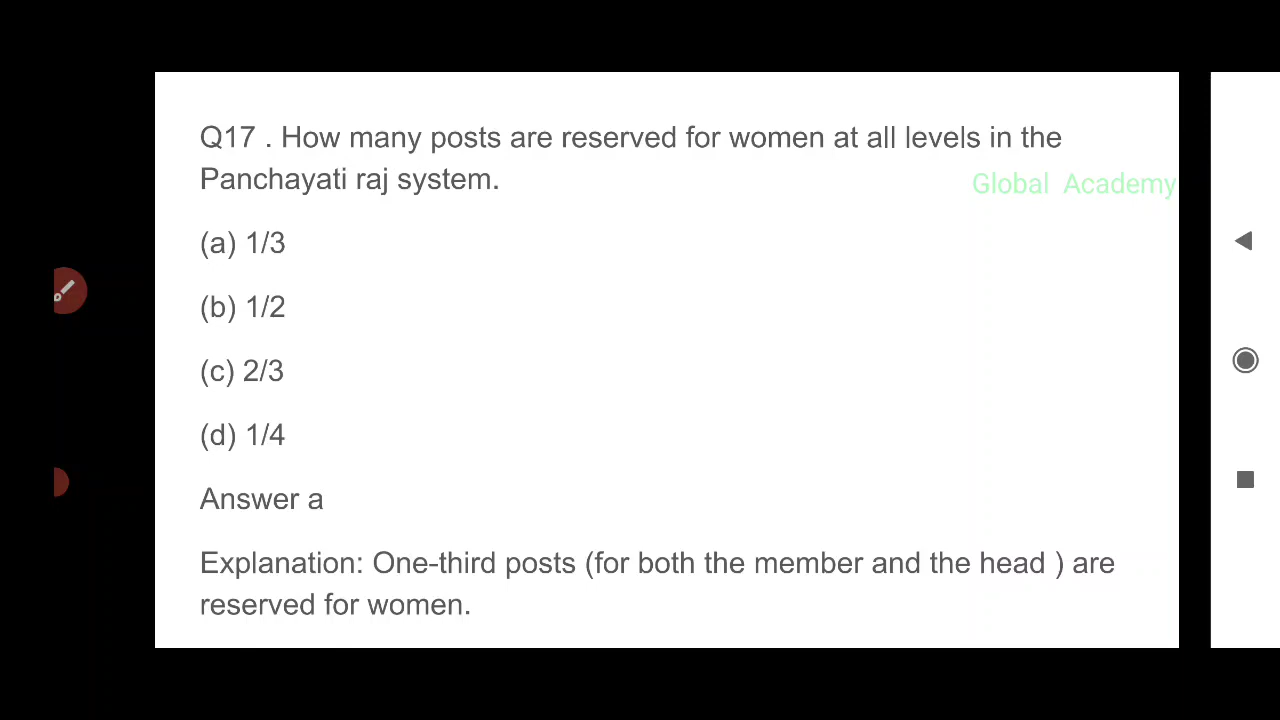 Q17 . How many posts are reserved for women at all levels in the
Panchayati raj system.
Global Academy
(a) 1/3
(b) 1/2
(c) 2/3
(d) 1/4
Answer a
Explanation: One-third posts (for both the member and the head ) are
reserved for women.